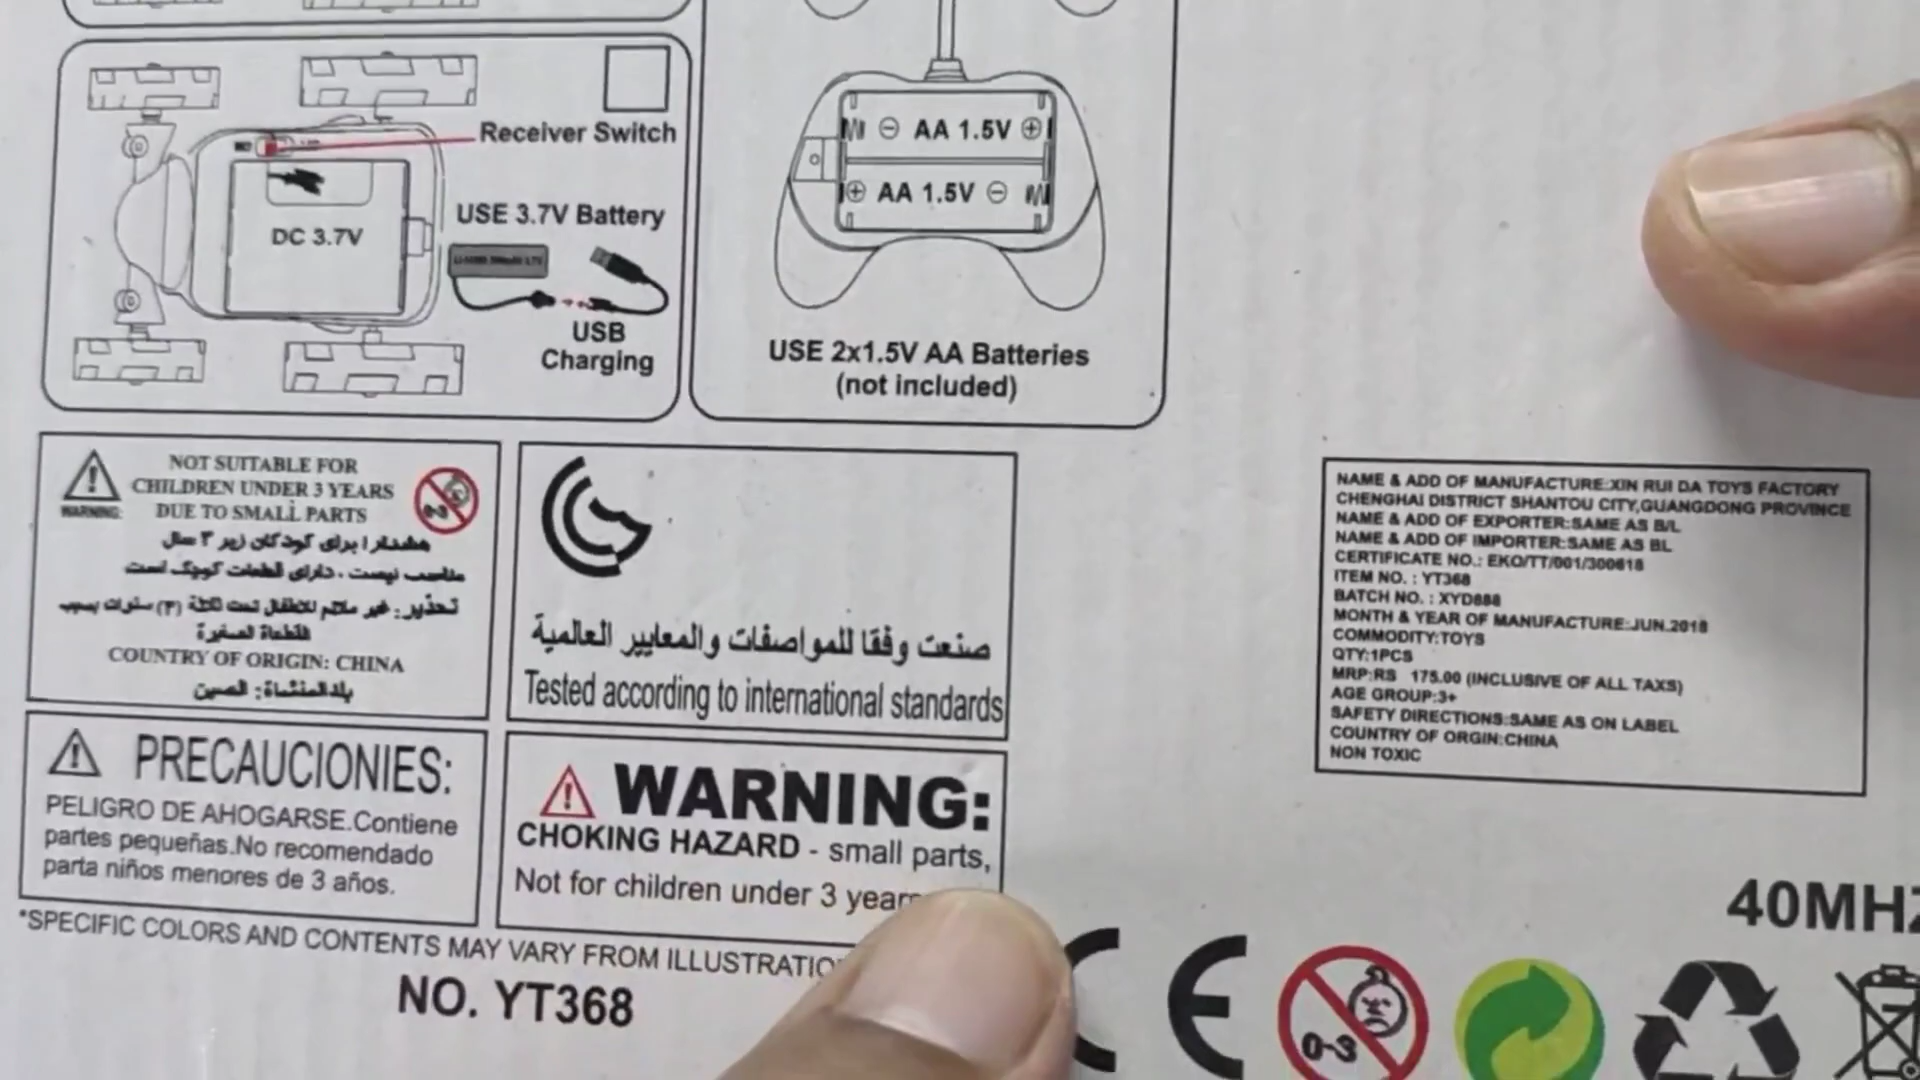 Receiver Switch
DC 3.7V
USE 3.7V Battery
USB
Charging
AA 1.5V
AA 1.5V
USE 2x1.5V AA Batteries
(not included)
NOT SUITABLE FOR
CHILDREN UNDER 3 YEARS
DUE TO SMALL PARTS
WARNING:
هشدار ! برای کودکان زیر ۳ سال
مناسب نیست ، دارای قطعات کوچک است
تحذير: غير ملائم للاطفال تحت ثلاثة (٣) سنوات بسبب
القطعاة الصغيرة
COUNTRY OF ORIGIN: CHINA
بلدالمنشاة: الصين
صنعت وفقا للمواصفات والمعايير العالمية
Tested according to international standards
PRECAUCIONIES:
PELIGRO DE AHOGARSE.Contiene
partes pequeñas.No recomendado
parta niños menores de 3 años.
WARNING:
CHOKING HAZARD - small parts,
Not for children under 3 year
*SPECIFIC COLORS AND CONTENTS MAY VARY FROM ILLUSTRATIO
NO. YT368
NAME & ADD OF MANUFACTURE:XIN RUI DA TOYS FACTORY
CHENGHAI DISTRICT SHANTOU CITY,GUANGDONG PROVINCE
NAME & ADD OF EXPORTER:SAME AS B/L
NAME & ADD OF IMPORTER:SAME AS BL
CERTIFICATE NO.: EKO/TT/001/300618
ITEM NO. : YT368
BATCH NO. : XYD888
MONTH & YEAR OF MANUFACTURE:JUN.2018
COMMODITY:TOYS
QTY:1PCS
MRP:RS 175.00 (INCLUSIVE OF ALL TAXS)
AGE GROUP:3+
SAFETY DIRECTIONS:SAME AS ON LABEL
COUNTRY OF ORGIN:CHINA
NON TOXIC
40MHZ
CE
0-3